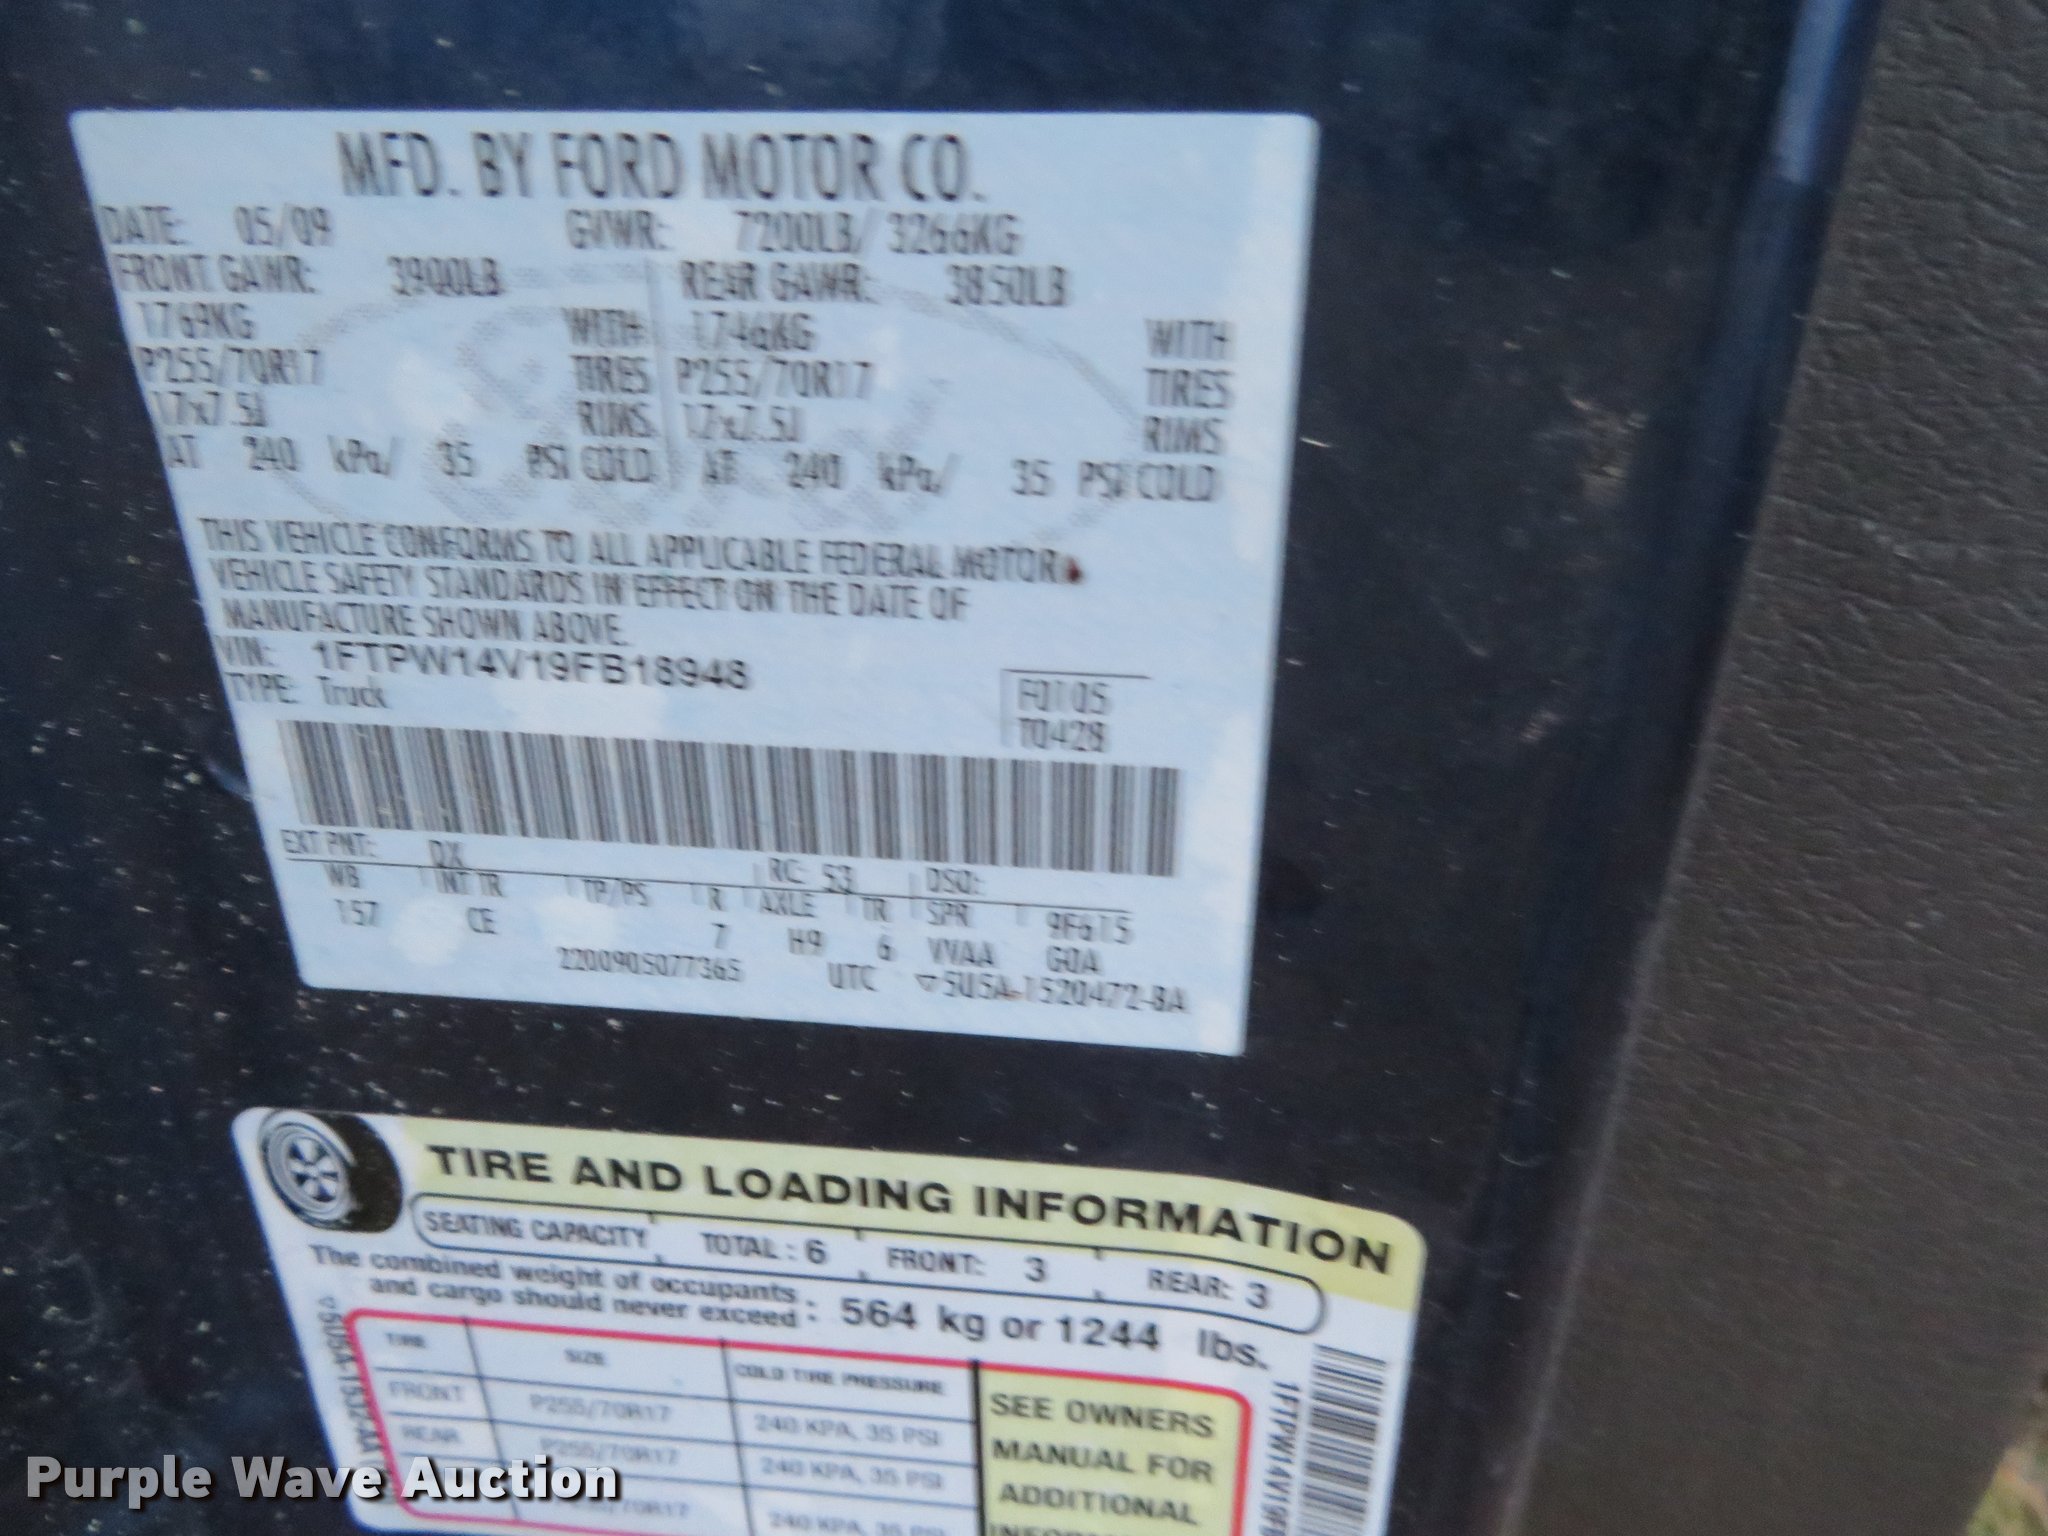 MFD. BY FORD MOTOR CO.
DATE: 05/09 GVWR: 7200LB/ 3266KG
FRONT GAWR: 3900LB REAR GAWR: 3850LB
1769KG WITH 1746KG WITH
P255/70R17 TIRES P255/70R17 TIRES
17x7.5J RIMS 17x7.5J RIMS
AT 240 kPa/ 35 PSI COLD AT 240 kPa/ 35 PSI COLD
THIS VEHICLE CONFORMS TO ALL APPLICABLE FEDERAL MOTOR
VEHICLE SAFETY STANDARDS IN EFFECT ON THE DATE OF
MANUFACTURE SHOWN ABOVE.
VIN: 1FTPW14V19FB18948
TYPE: Truck
F0105
T0428
EXT PNT: DX RC: 53 DSO:
WB INT TR TP/PS R AXLE TR SPR 9F615
157 CE 7 H9 6 VVAA GOA
2200905077365 UTC ▽5U5A-1520472-BA
TIRE AND LOADING INFORMATION
SEATING CAPACITY TOTAL: 6 FRONT: 3 REAR: 3
The combined weight of occupants
and cargo should never exceed : 564 kg or 1244 lbs.
TIRE SIZE COLD TIRE PRESSURE
FRONT P255/70R17 240 KPA, 35 PSI
REAR P255/70R17 240 KPA, 35 PSI
240 KPA, 35 PSI
SEE OWNERS
MANUAL FOR
ADDITIONAL
1FTPW14V19FB
Purple Wave Auction